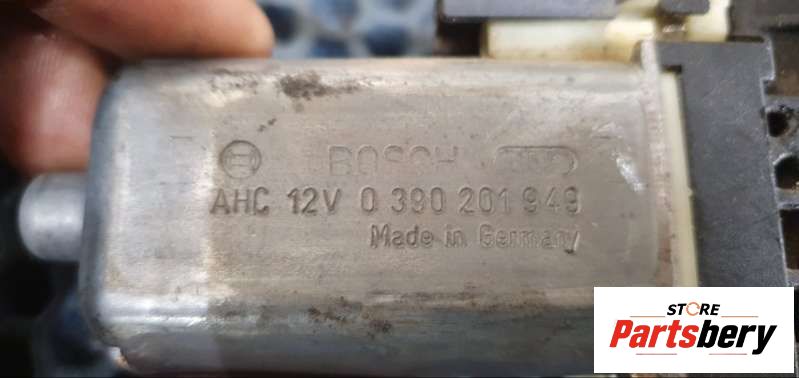 BOSCH
AHC 12V 0 390 201 949
Made in Germany
STORE
Partsbery